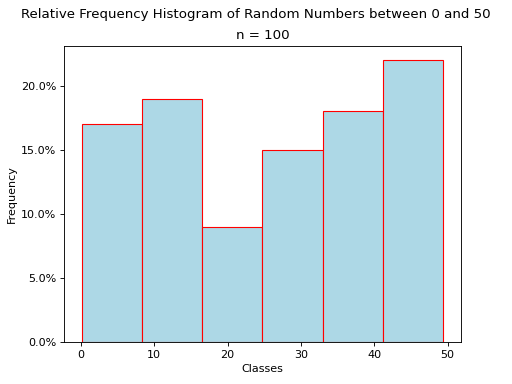 Relative Frequency Histogram of Random Numbers between 0 and 50
n = 100
20.0%
15.0%
10.0%
5.0%
0.0%
Frequency
0 10 20 30 40 50
Classes